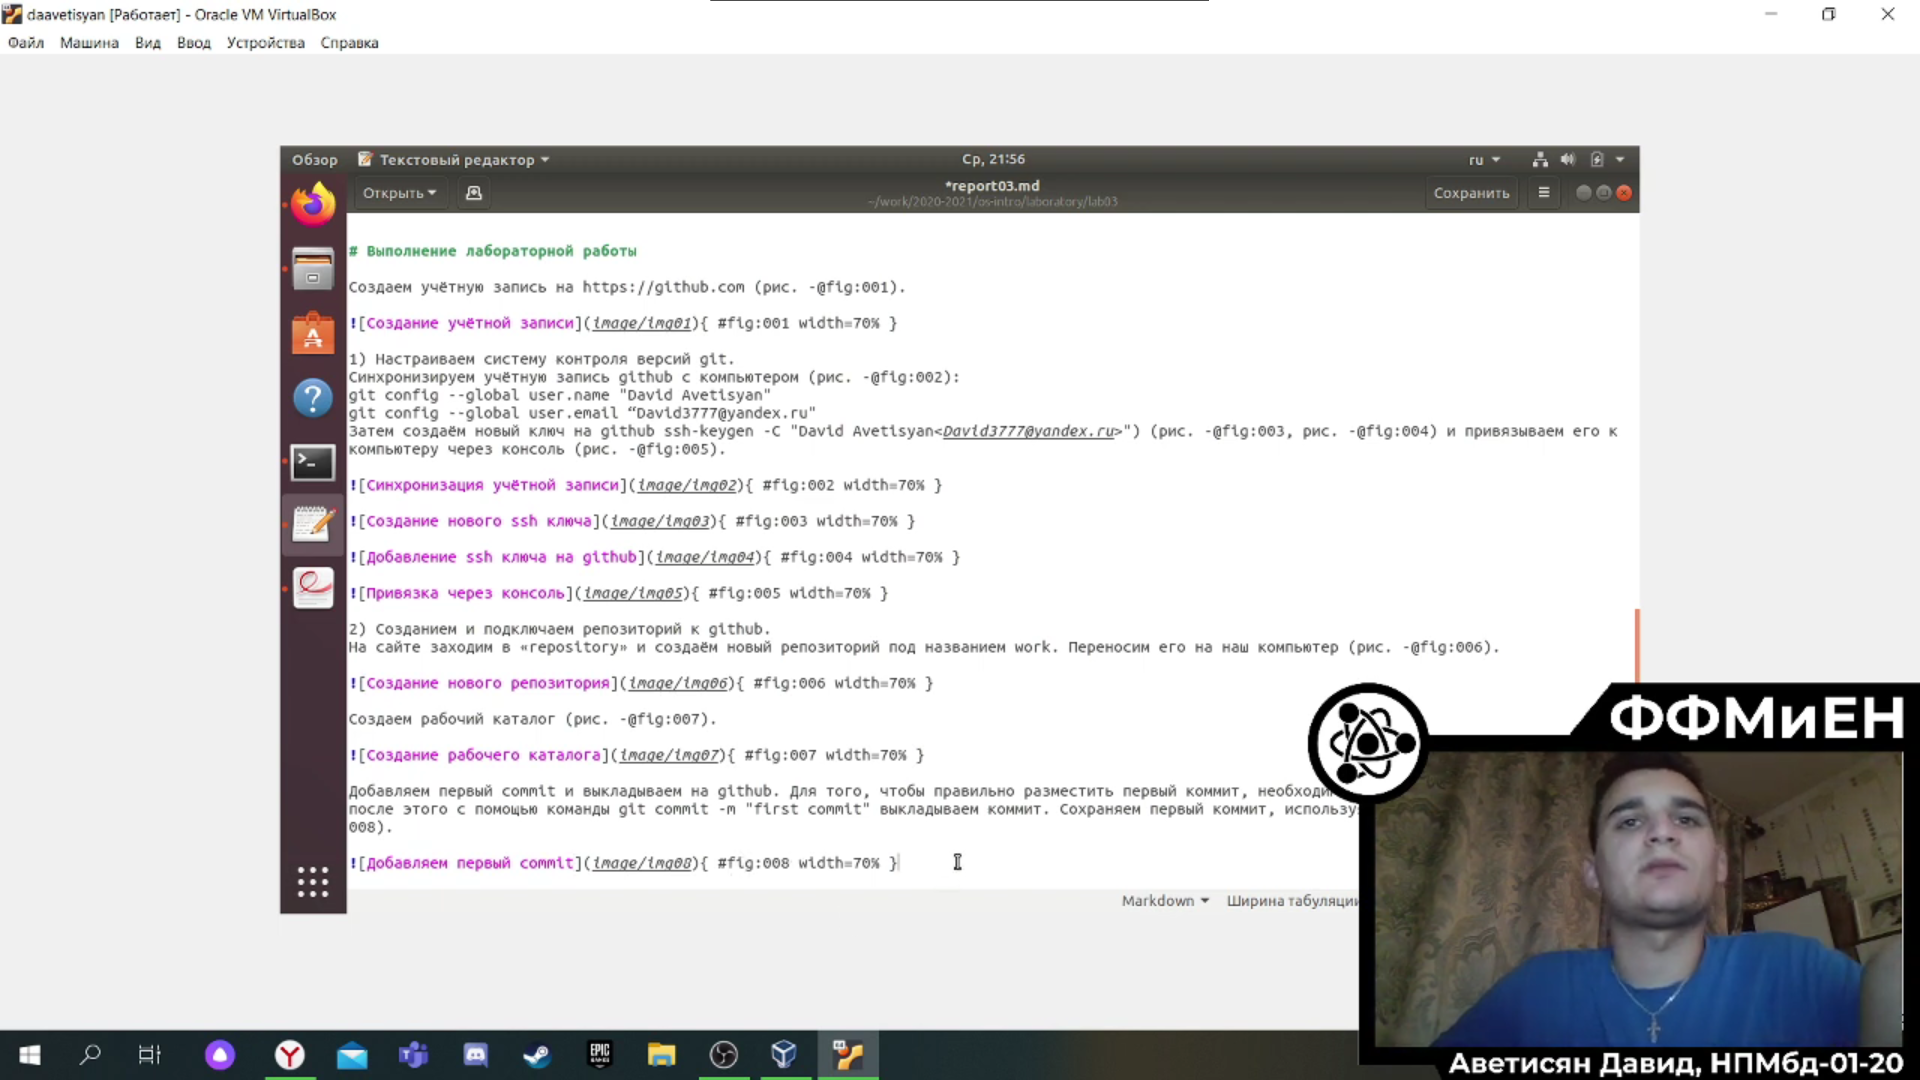 daavetisyan [Работает] - Oracle VM VirtualBox
Файл Машина Вид Ввод Устройства Справка
Обзор Текстовый редактор Ср, 21:56 ru
Открыть *report03.md Сохранить
~/work/2020-2021/os-intro/laboratory/lab03
# Выполнение лабораторной работы
Создаем учётную запись на https://github.com (рис. -@fig:001).
![Создание учётной записи](image/img01){ #fig:001 width=70% }
1) Настраиваем систему контроля версий git.
Синхронизируем учётную запись github с компьютером (рис. -@fig:002):
git config --global user.name "David Avetisyan"
git config --global user.email “David3777@yandex.ru"
Затем создаём новый ключ на github ssh-keygen -C "David Avetisyan<David3777@yandex.ru>") (рис. -@fig:003, рис. -@fig:004) и привязываем его к
компьютеру через консоль (рис. -@fig:005).
![Синхронизация учётной записи](image/img02){ #fig:002 width=70% }
![Создание нового ssh ключа](image/img03){ #fig:003 width=70% }
![Добавление ssh ключа на github](image/img04){ #fig:004 width=70% }
![Привязка через консоль](image/img05){ #fig:005 width=70% }
2) Созданием и подключаем репозиторий к github.
На сайте заходим в «repository» и создаём новый репозиторий под названием work. Переносим его на наш компьютер (рис. -@fig:006).
![Создание нового репозитория](image/img06){ #fig:006 width=70% }
Создаем рабочий каталог (рис. -@fig:007).
![Создание рабочего каталога](image/img07){ #fig:007 width=70% }
Добавляем первый commit и выкладываем на github. Для того, чтобы правильно разместить первый коммит, необходи
после этого с помощью команды git commit -m "first commit" выкладываем коммит. Сохраняем первый коммит, использу
008).
![Добавляем первый commit](image/img08){ #fig:008 width=70% }
Markdown Ширина табуляции
ФФМиЕН
EPIC GAMES
Аветисян Давид, НПМбд-01-20